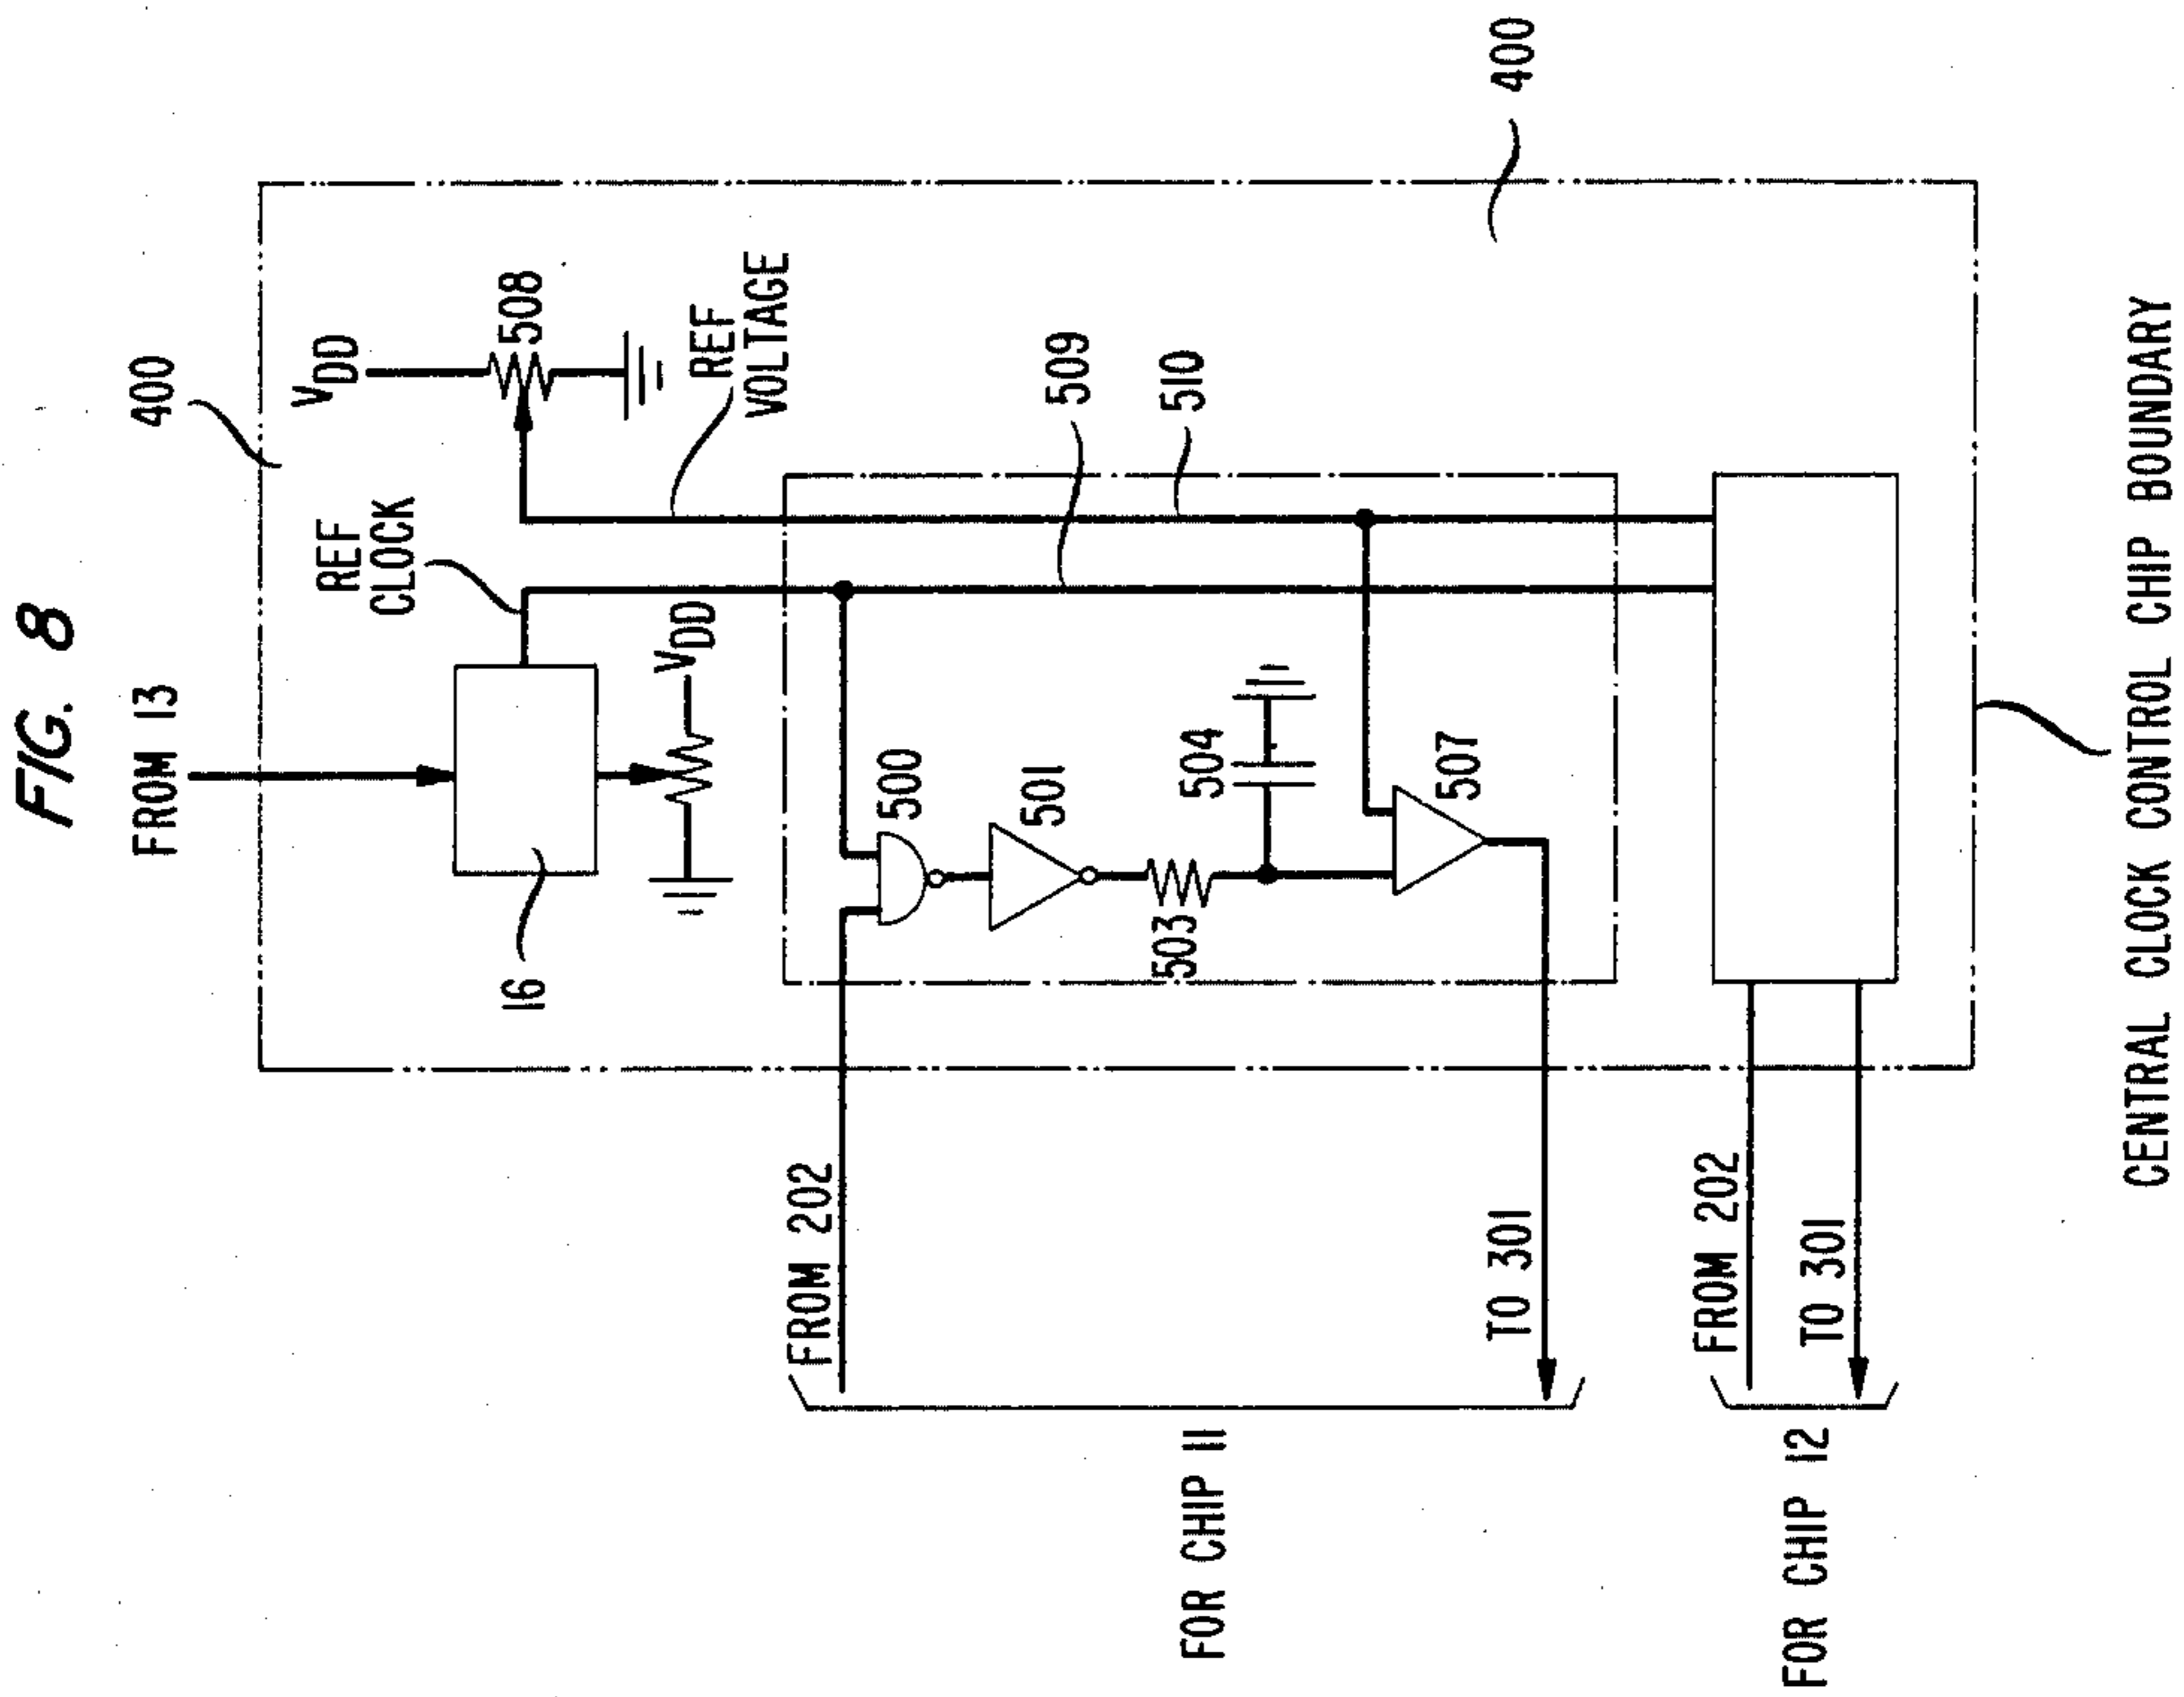 FIG. 8
FROM 13
400
REF
CLOCK
VDD
508
16
VDD
REF
VOLTAGE
509
510
400
FROM 202
500
501
503
504
507
TO 301
FOR CHIP 11
FROM 202
TO 301
FOR CHIP 12
CENTRAL CLOCK CONTROL CHIP BOUNDARY